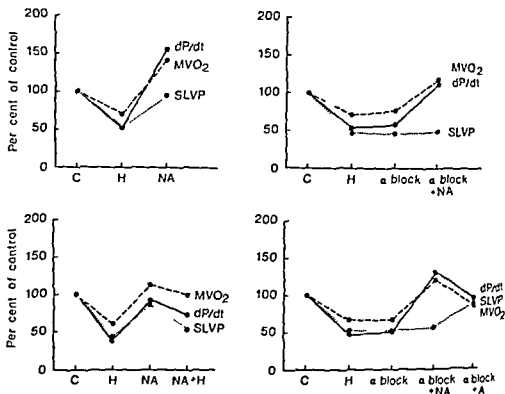 Per cent of control
200
150
100
50
0
C H NA
dP/dt
MVO2
SLVP
200
150
100
50
0
C H α block α block +NA
MVO2
dP/dt
SLVP
Per cent of control
200
150
100
50
0
C H NA NA+H
MVO2
dP/dt
SLVP
200
150
100
50
0
C H α block α block +NA α block +A
dP/dt
SLVP
MVO2